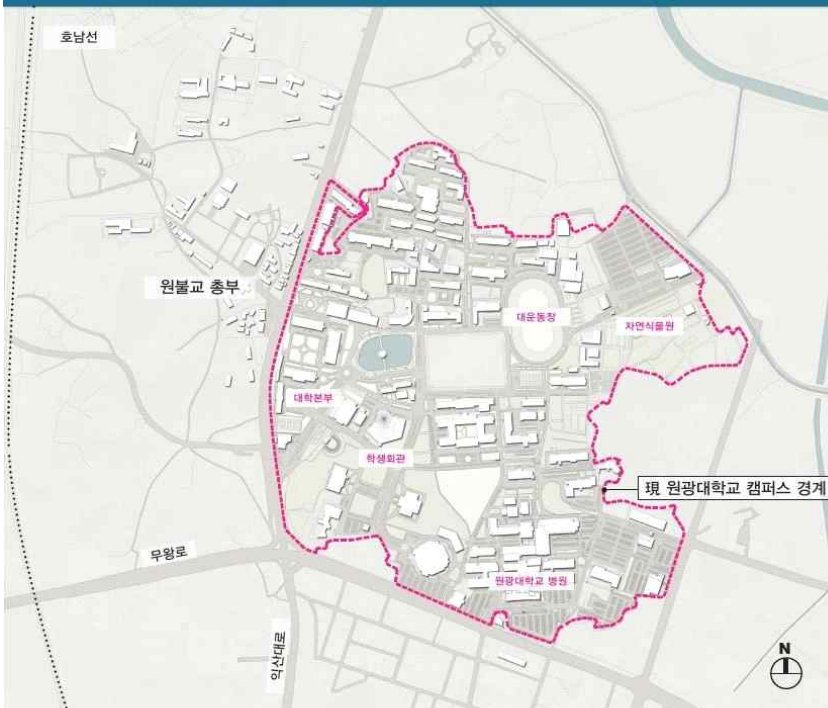 호남선
원불교 총부
대운동장
자연식물원
대학본부
학생회관
現 원광대학교 캠퍼스 경계
무왕로
원광대학교 병원
익산대로
N